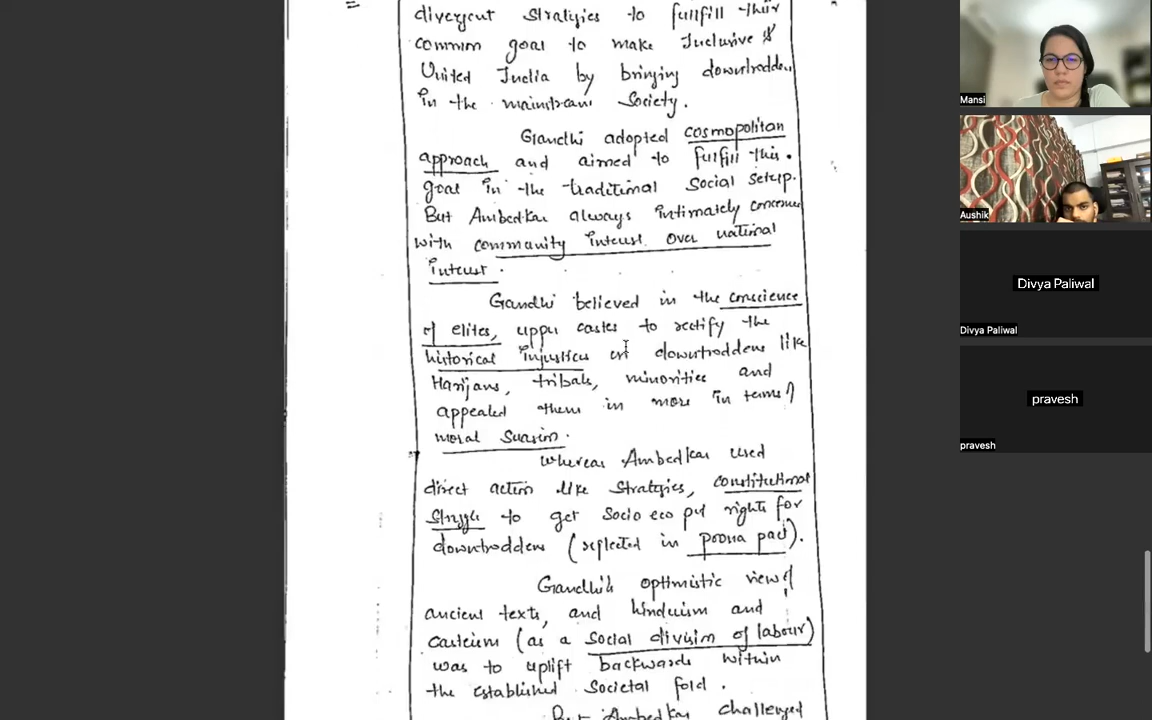 divergent strategies to fulfill their
common goal to make Inclusive &
United India by bringing downtrodden
in the mainstream Society.
Gandhi adopted cosmopolitan
approach and aimed to fulfill this.
goal in the traditional Social setup.
But Ambedkar always intimately concerned
with community interest over national
interest.
Gandhi believed in the conscience
of elites, upper castes to rectify the
historical injustices on downtroddens like
Harijans, tribals, minorities and
appealed them in more in terms of
moral suasion.
Whereas Ambedkar used
direct action like strategies, constitutional
struggle to get socio eco pol rights for
downtroddens (reflected in poona pact).
Gandhi's optimistic view of
ancient texts, and hinduism and
casteism (as a social division of labour)
was to uplift backwards within
the established societal fold.
But Ambedkar challenged
Mansi
Aushik
Divya Paliwal
Divya Paliwal
pravesh
pravesh